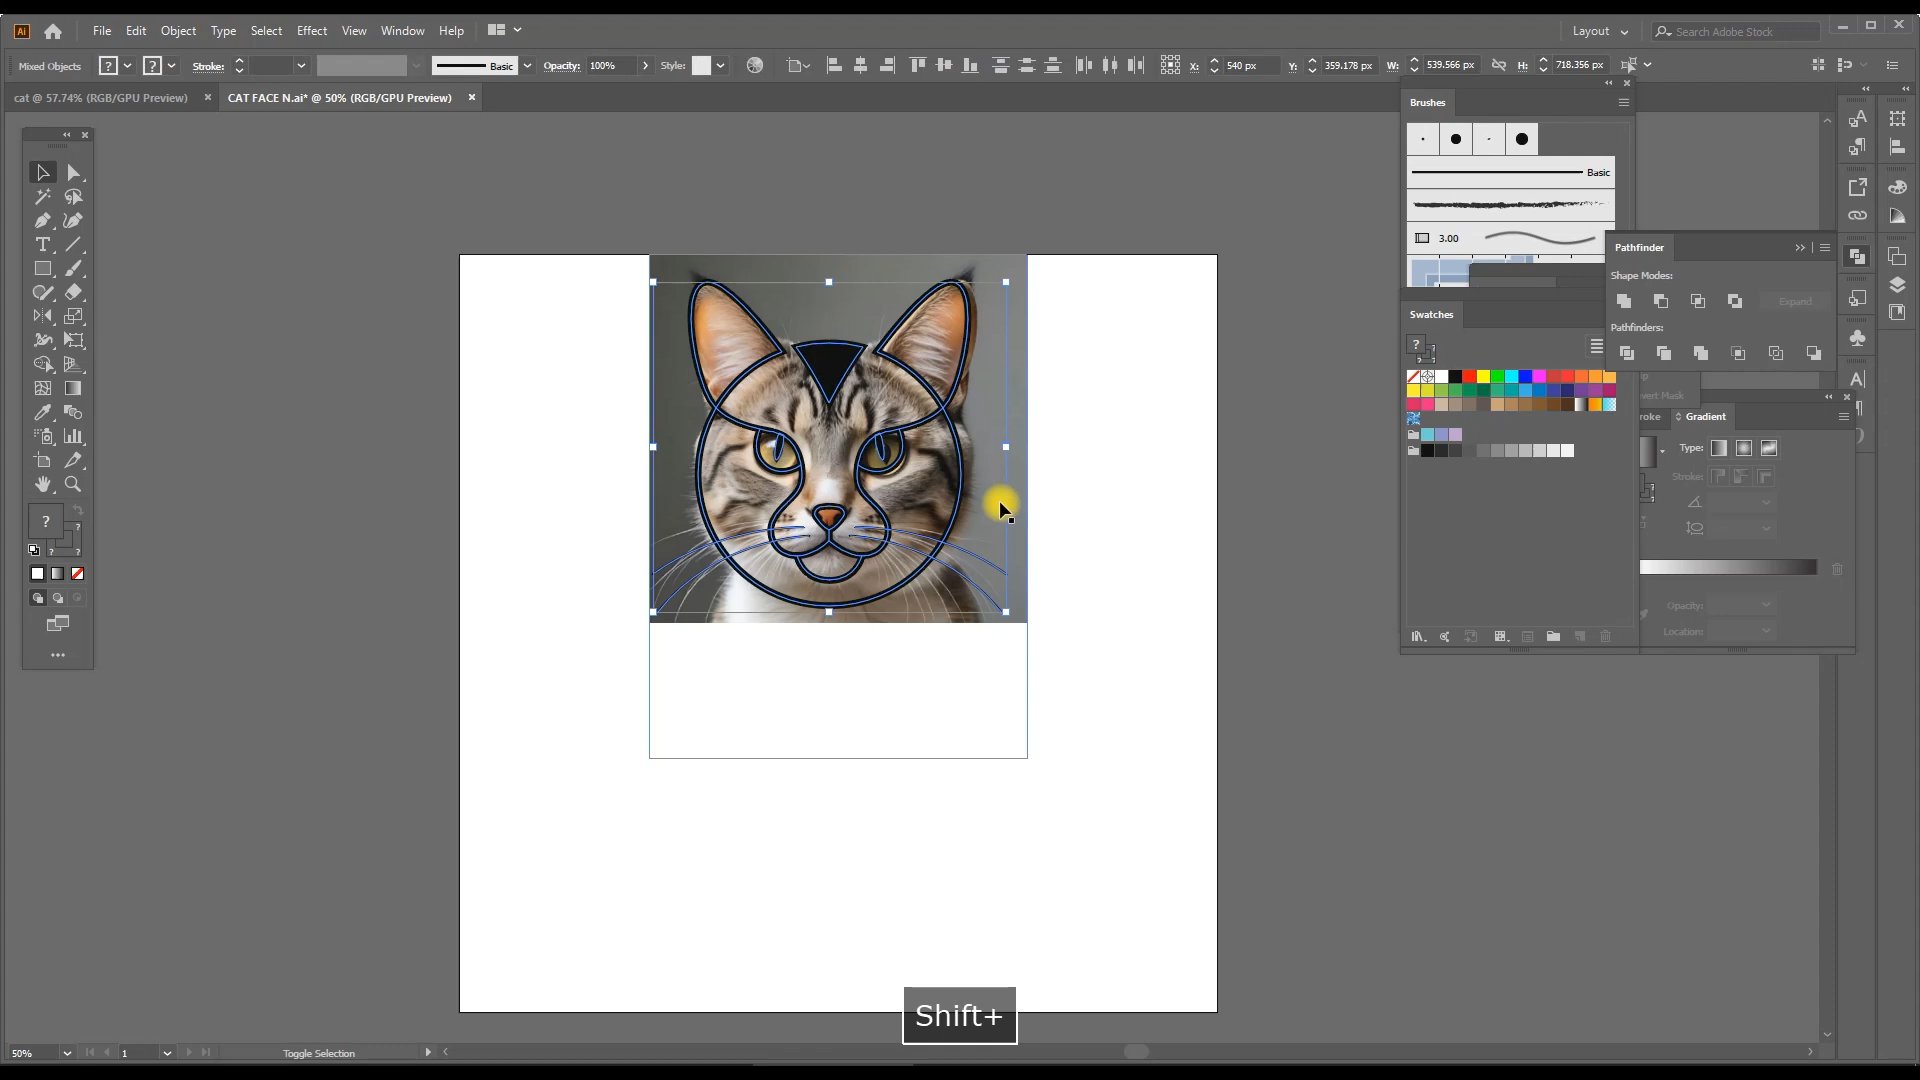 Ai File Edit Object Select Effect View Window Help Layout Search Adobe Stock
Mixed Objects ? ? Stroke: Basic Opacity: 100% Style: X: 540 px Y: 359.178 px W: 539.566 px H: 718.356 px
cat @ 57.74% (RGB/GPU Preview) × CAT FACE N.ai* @ 50% (RGB/GPU Preview) ×
Brushes
Basic
3.00
Pathfinder
Shape Modes:
Expand
Pathfinders:
Swatches
?
vert Mask
roke Gradient
Type:
Stroke:
Opacity:
Location:
?
? ?
?
Shift+
50% 1 Toggle Selection